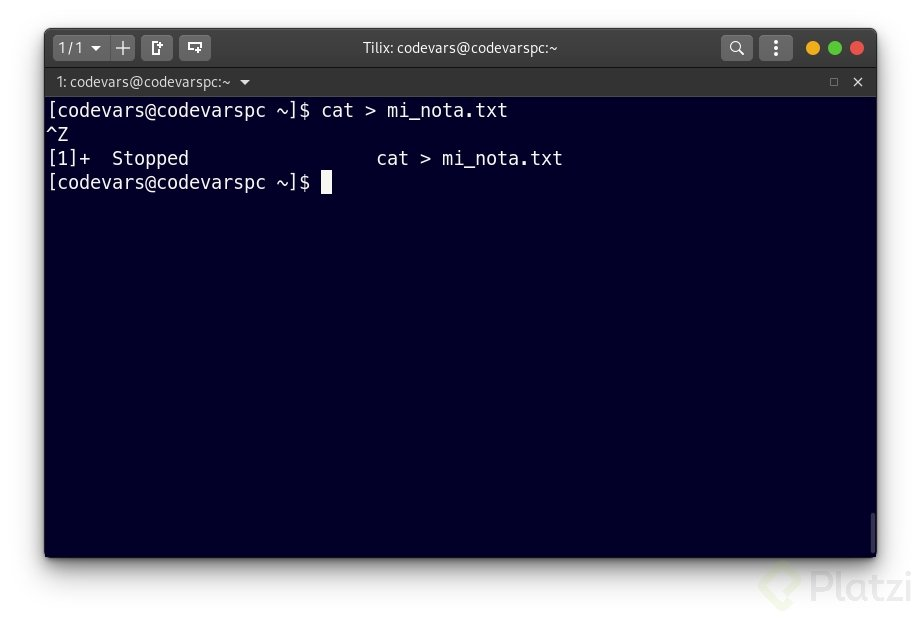 1/1
Tilix: codevars@codevarspc:~
1: codevars@codevarspc:~
[codevars@codevarspc ~]$ cat > mi_nota.txt
^Z
[1]+  Stopped                 cat > mi_nota.txt
[codevars@codevarspc ~]$
Platzi